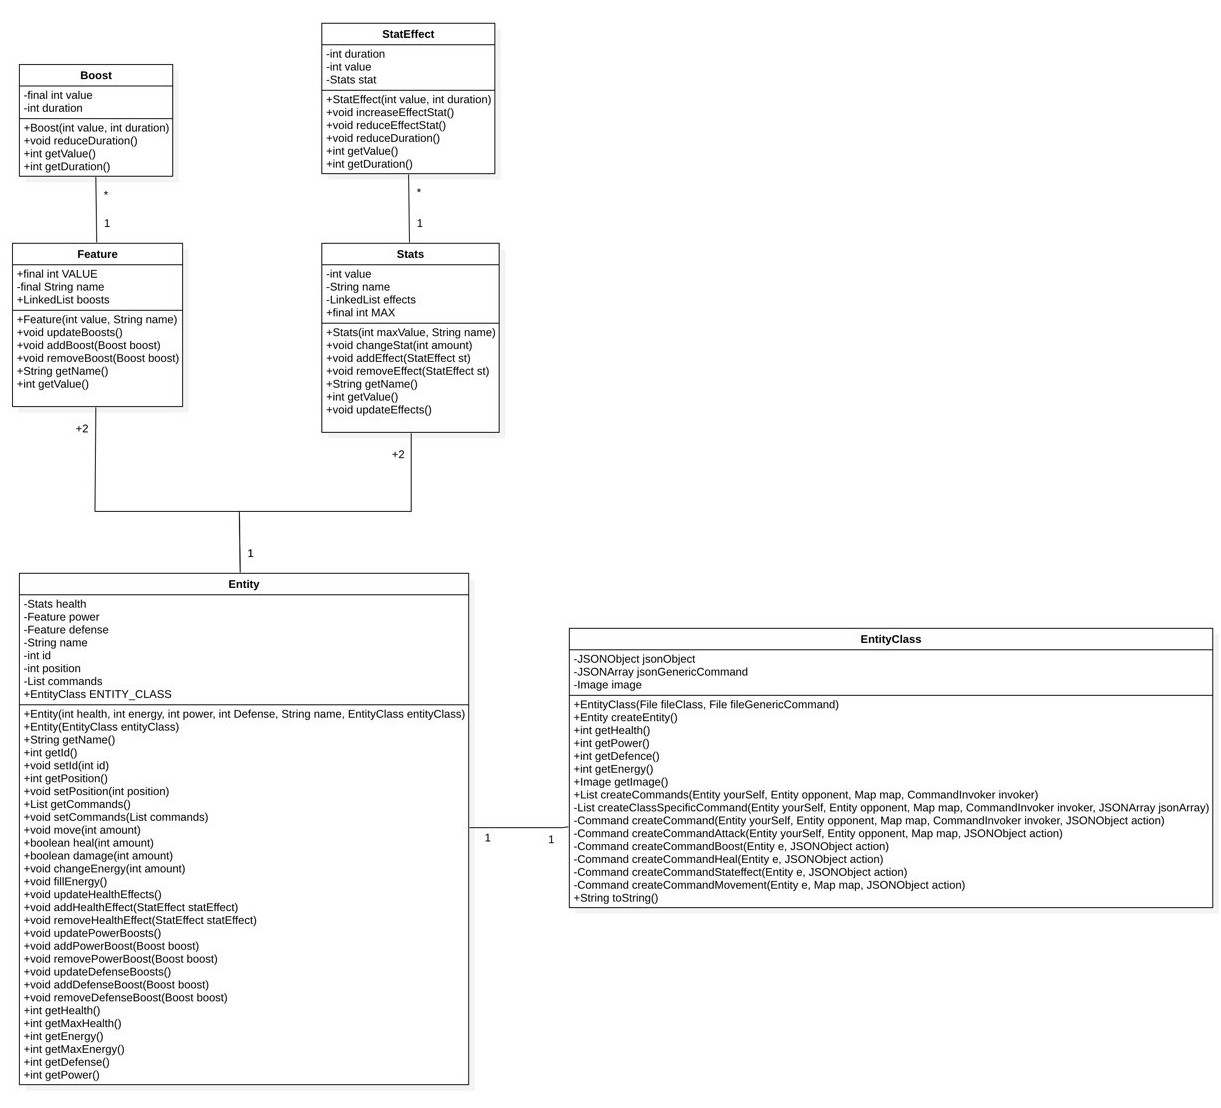 StatEffect
-int duration
-int value
-Stats stat
+StatEffect(int value, int duration)
+void increaseEffectStat()
+void reduceEffectStat()
+void reduceDuration()
+int getValue()
+int getDuration()
Boost
-final int value
-int duration
+Boost(int value, int duration)
+void reduceDuration()
+int getValue()
+int getDuration()
*
1
*
1
Feature
+final int VALUE
-final String name
+LinkedList boosts
+Feature(int value, String name)
+void updateBoosts()
+void addBoost(Boost boost)
+void removeBoost(Boost boost)
+String getName()
+int getValue()
Stats
-int value
-String name
-LinkedList effects
+final int MAX
+Stats(int maxValue, String name)
+void changeStat(int amount)
+void addEffect(StatEffect st)
+void removeEffect(StatEffect st)
+String getName()
+int getValue()
+void updateEffects()
+2
+2
1
Entity
-Stats health
-Feature power
-Feature defense
-String name
-int id
-int position
-List commands
+EntityClass ENTITY_CLASS
+Entity(int health, int energy, int power, int Defense, String name, EntityClass entityClass)
+Entity(EntityClass entityClass)
+String getName()
+int getId()
+void setId(int id)
+int getPosition()
+void setPosition(int position)
+List getCommands()
+void setCommands(List commands)
+void move(int amount)
+boolean heal(int amount)
+boolean damage(int amount)
+void changeEnergy(int amount)
+void fillEnergy()
+void updateHealthEffects()
+void addHealthEffect(StatEffect statEffect)
+void removeHealthEffect(StatEffect statEffect)
+void updatePowerBoosts()
+void addPowerBoost(Boost boost)
+void removePowerBoost(Boost boost)
+void updateDefenseBoosts()
+void addDefenseBoost(Boost boost)
+void removeDefenseBoost(Boost boost)
+int getHealth()
+int getMaxHealth()
+int getEnergy()
+int getMaxEnergy()
+int getDefense()
+int getPower()
1
1
EntityClass
-JSONObject jsonObject
-JSONArray jsonGenericCommand
-Image image
+EntityClass(File fileClass, File fileGenericCommand)
+Entity createEntity()
+int getHealth()
+int getPower()
+int getDefence()
+int getEnergy()
+Image getImage()
+List createCommands(Entity yourSelf, Entity opponent, Map map, CommandInvoker invoker)
-List createClassSpecificCommand(Entity yourSelf, Entity opponent, Map map, CommandInvoker invoker, JSONArray jsonArray)
-Command createCommand(Entity yourSelf, Entity opponent, Map map, CommandInvoker invoker, JSONObject action)
-Command createCommandAttack(Entity yourSelf, Entity opponent, Map map, JSONObject action)
-Command createCommandBoost(Entity e, JSONObject action)
-Command createCommandHeal(Entity e, JSONObject action)
-Command createCommandStateffect(Entity e, JSONObject action)
-Command createCommandMovement(Entity e, Map map, JSONObject action)
+String toString()